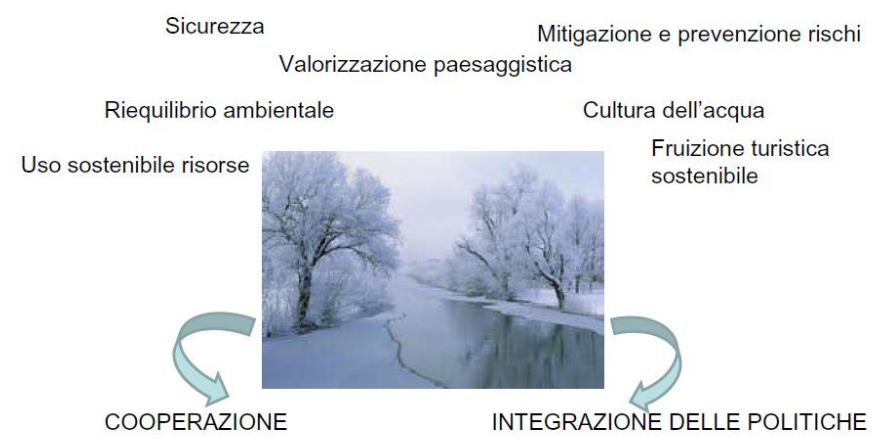 Sicurezza
Mitigazione e prevenzione rischi
Valorizzazione paesaggistica
Riequilibrio ambientale
Cultura dell'acqua
Uso sostenibile risorse
Fruizione turistica
sostenibile
COOPERAZIONE
INTEGRAZIONE DELLE POLITICHE